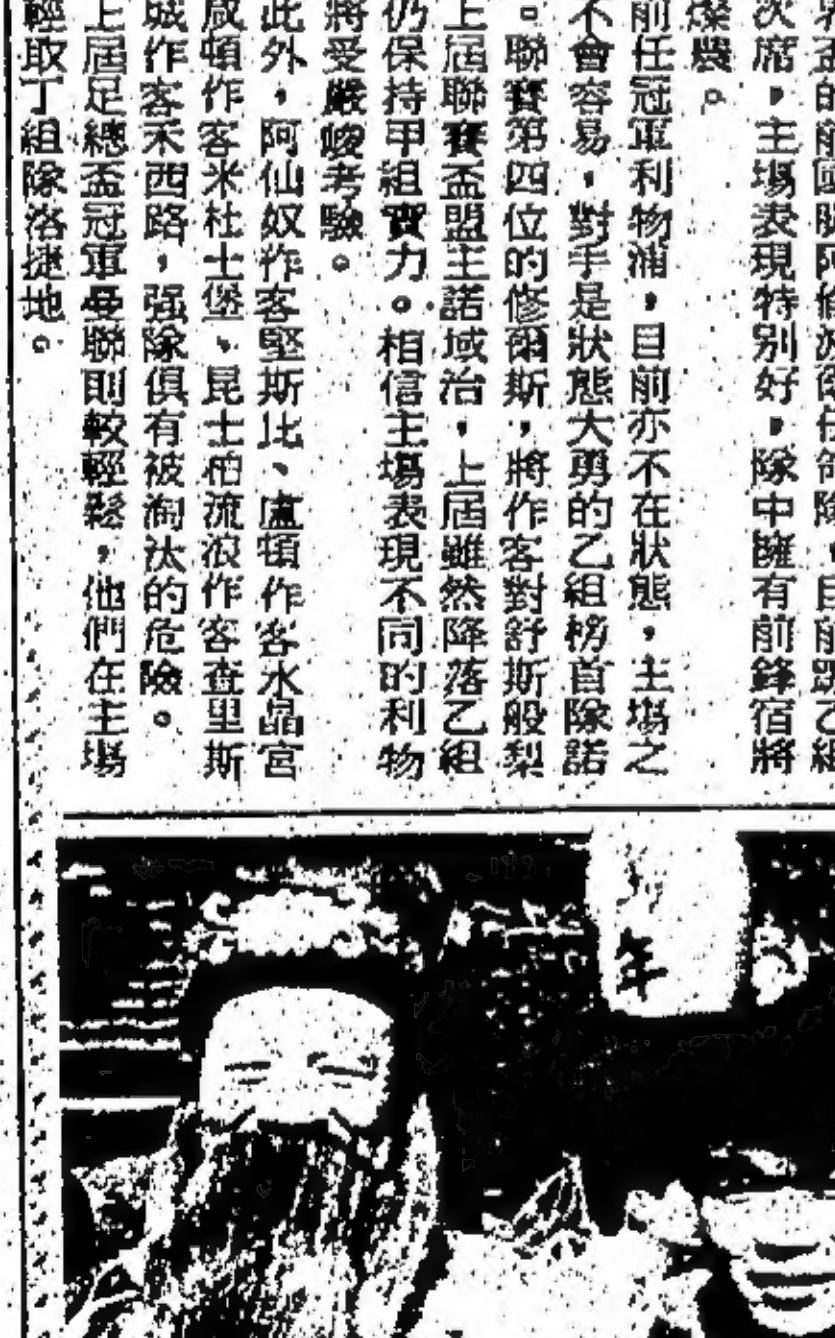 次席，主場表現特别好，隊中擁有前鋒宿將
燦農。
前任冠軍利物浦，目前亦不在狀態，主場之
不會容易，對手是狀態大勇的乙組榜首隊諾
。聯賽第四位的修爾斯，將作客對舒斯般梨
上屆聯賽盃盟主諾域治，上屆雖然降落乙組
仍保持甲組實力。相信主場表現不同的利物
將受嚴峻考驗。
此外，阿仙奴作客堅斯比、盧頓作客水晶宮
咸頓作客米杜士堡、昆士柏流浪作客查里斯
城作客禾西路，强隊俱有被淘汰的危險。
上屆足總盃冠軍曼聯則較輕鬆，他們在主場
輕取丁組隊洛捷地。
新年